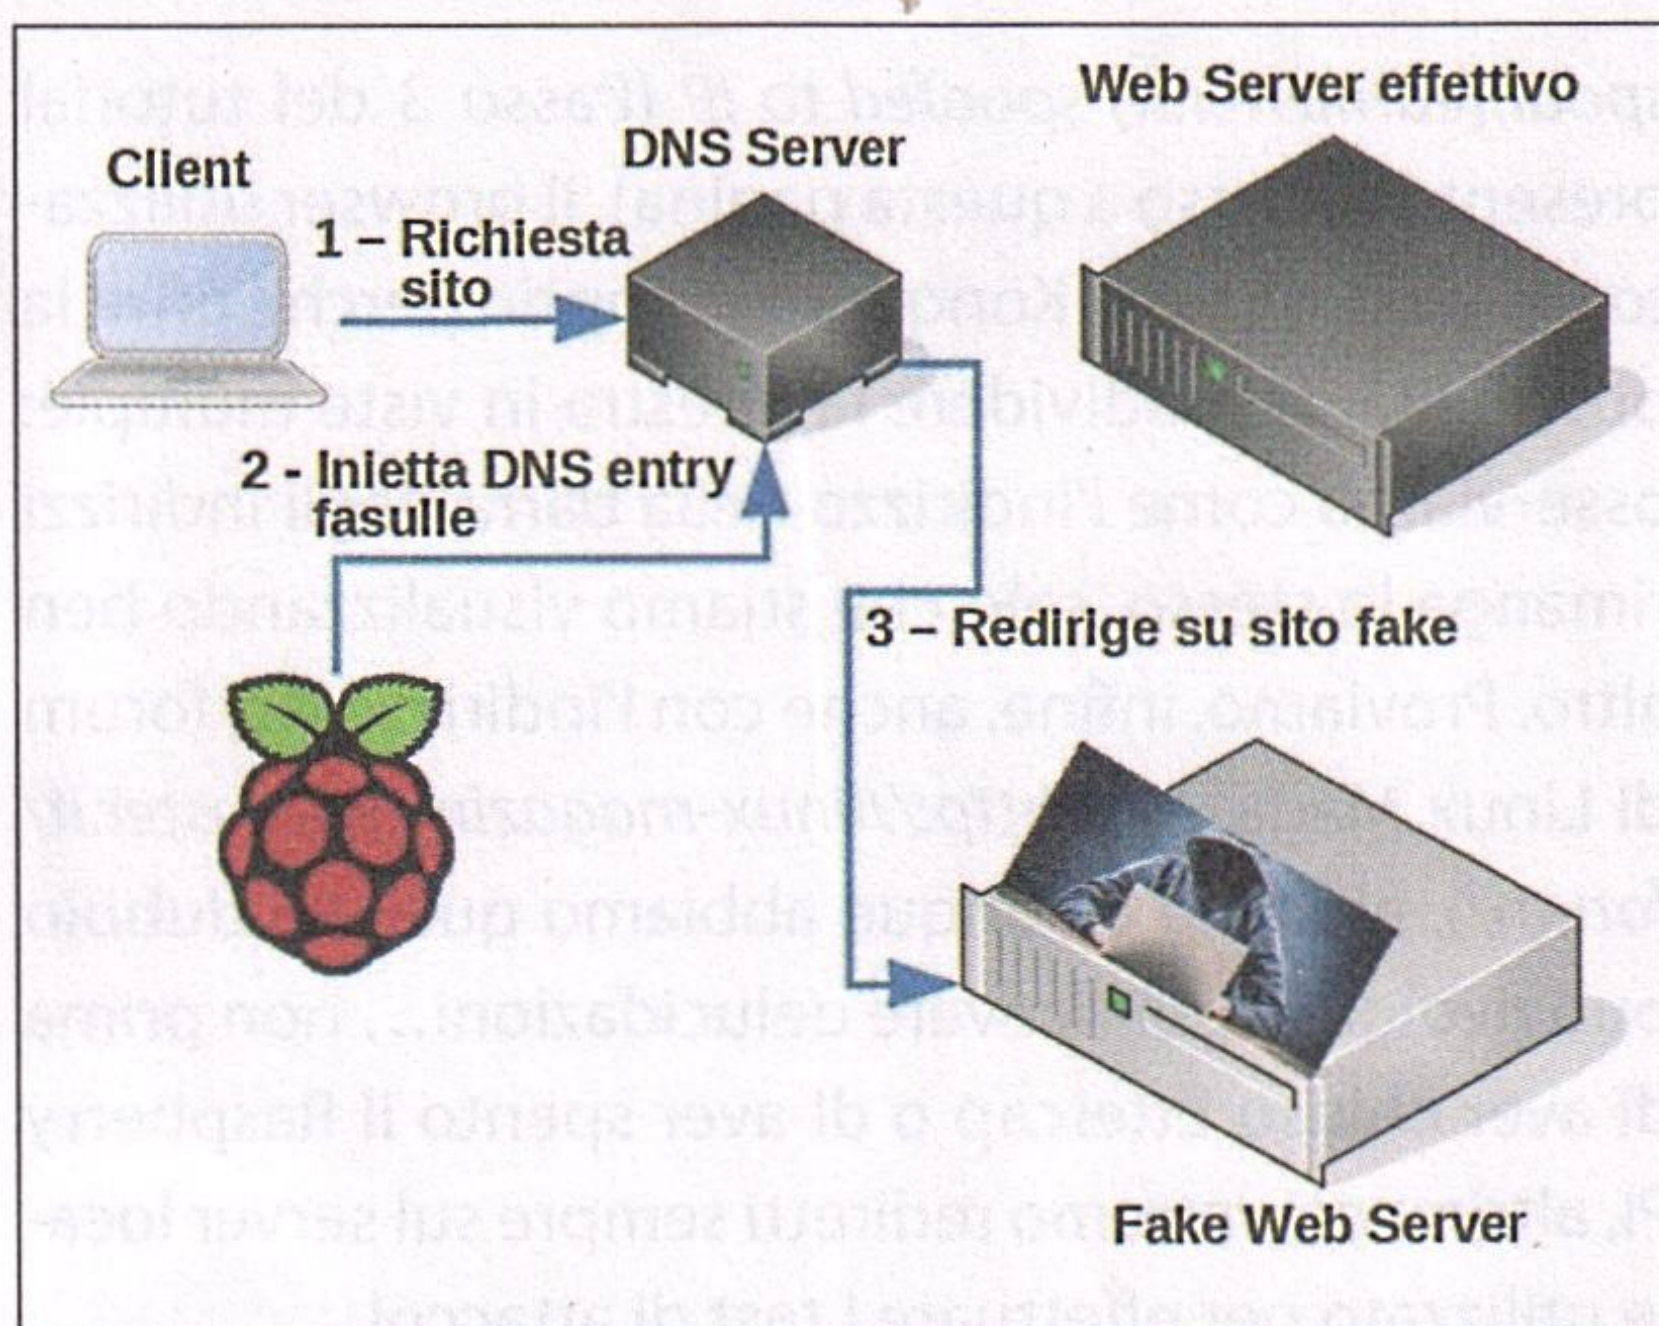 Web Server effettivo
DNS Server
Client
1 – Richiesta
sito
2 - Inietta DNS entry
fasulle
3 – Redirige su sito fake
Fake Web Server